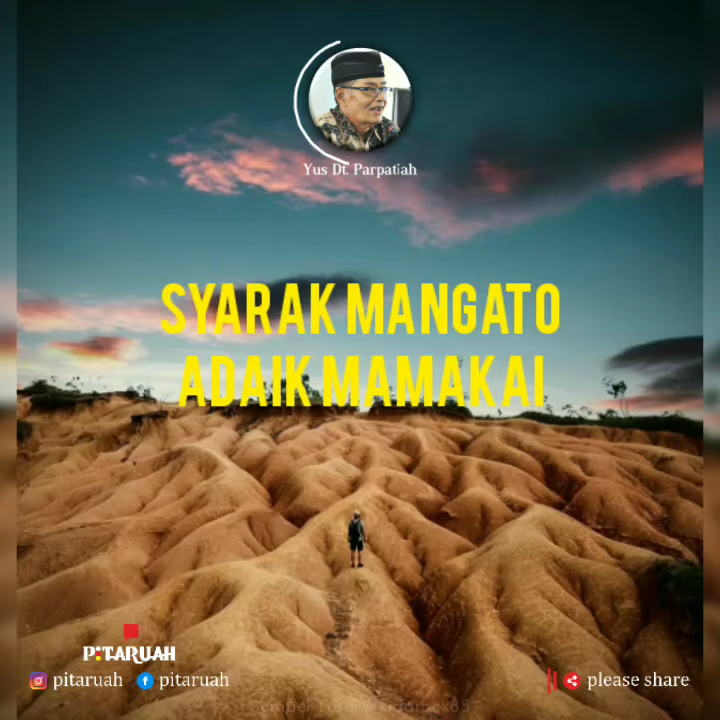 Yus Dt. Parpatiah
SYARAK MANGATO
ADAIK MAMAKAI
PITARUAH
pitaruah pitaruah please share